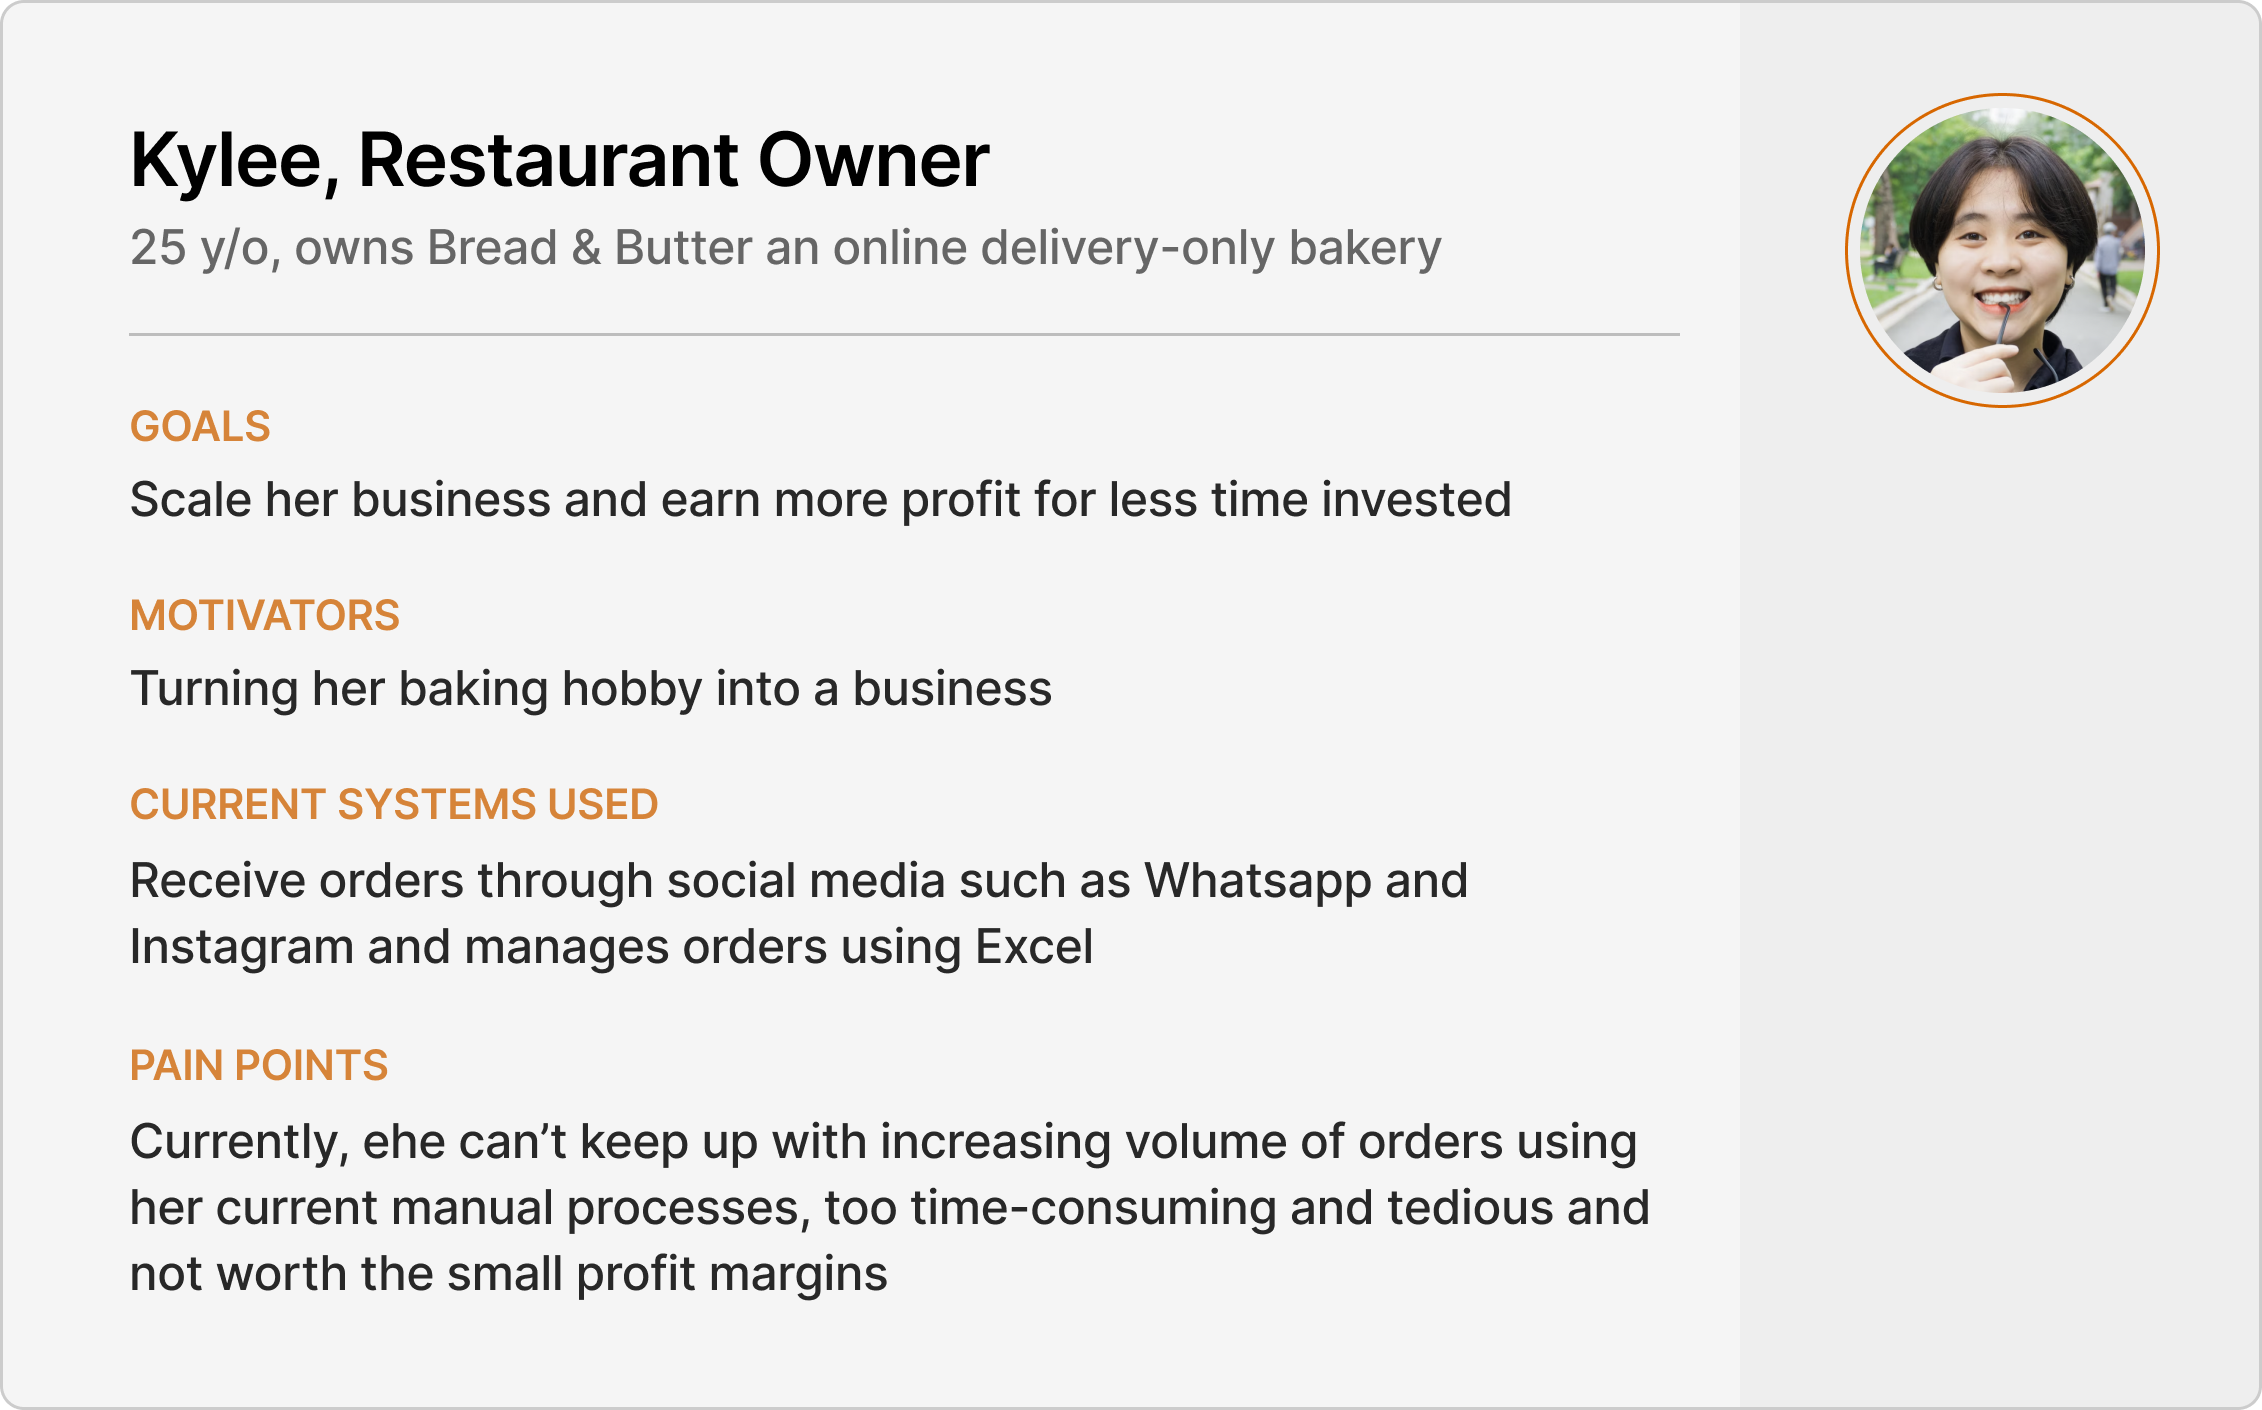 Kylee, Restaurant Owner
25 y/o, owns Bread & Butter an online delivery-only bakery
GOALS
Scale her business and earn more profit for less time invested
MOTIVATORS
Turning her baking hobby into a business
CURRENT SYSTEMS USED
Receive orders through social media such as Whatsapp and
Instagram and manages orders using Excel
PAIN POINTS
Currently, ehe can’t keep up with increasing volume of orders using
her current manual processes, too time-consuming and tedious and
not worth the small profit margins